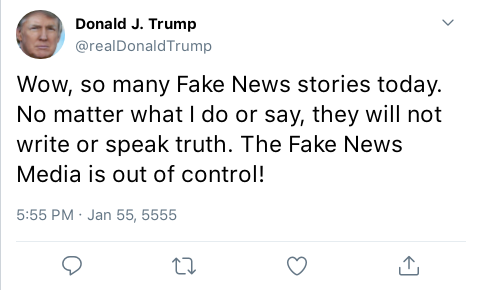 Donald J. Trump
@realDonaldTrump
Wow, so many Fake News stories today.
No matter what I do or say, they will not
write or speak truth. The Fake News
Media is out of control!
5:55 PM · Jan 55, 5555